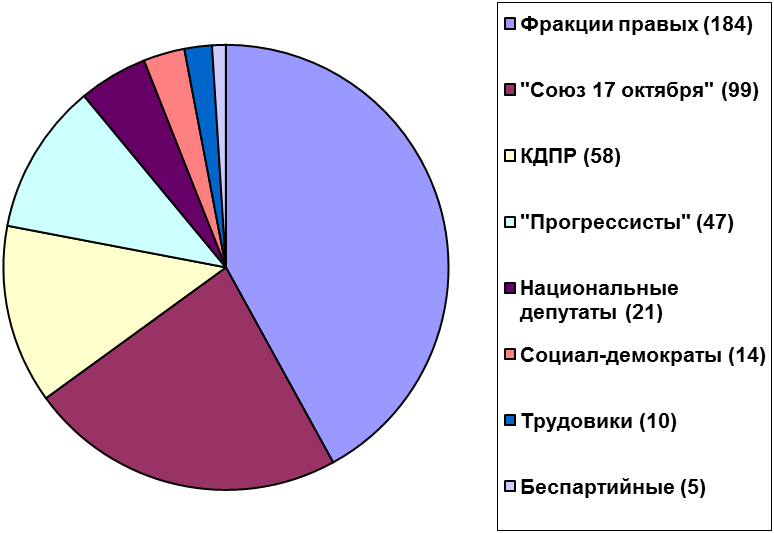 Фракции правых (184)
"Союз 17 октября" (99)
КДПР (58)
"Прогрессисты" (47)
Национальные
депутаты (21)
Социал-демократы (14)
Трудовики (10)
Беспартийные (5)